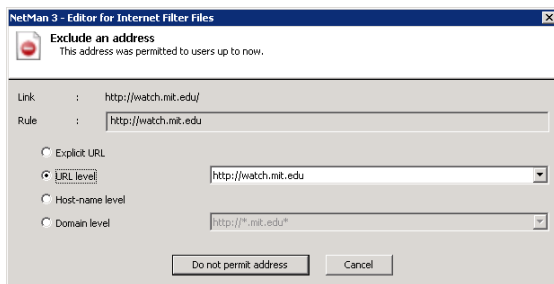 NetMan 3 - Editor for Internet Filter Files
Exclude an address
This address was permitted to users up to now.
Link : http://watch.mit.edu/
Rule : http://watch.mit.edu
Explicit URL
URL level http://watch.mit.edu
Host-name level
Domain level http://*.mit.edu*
Do not permit address Cancel